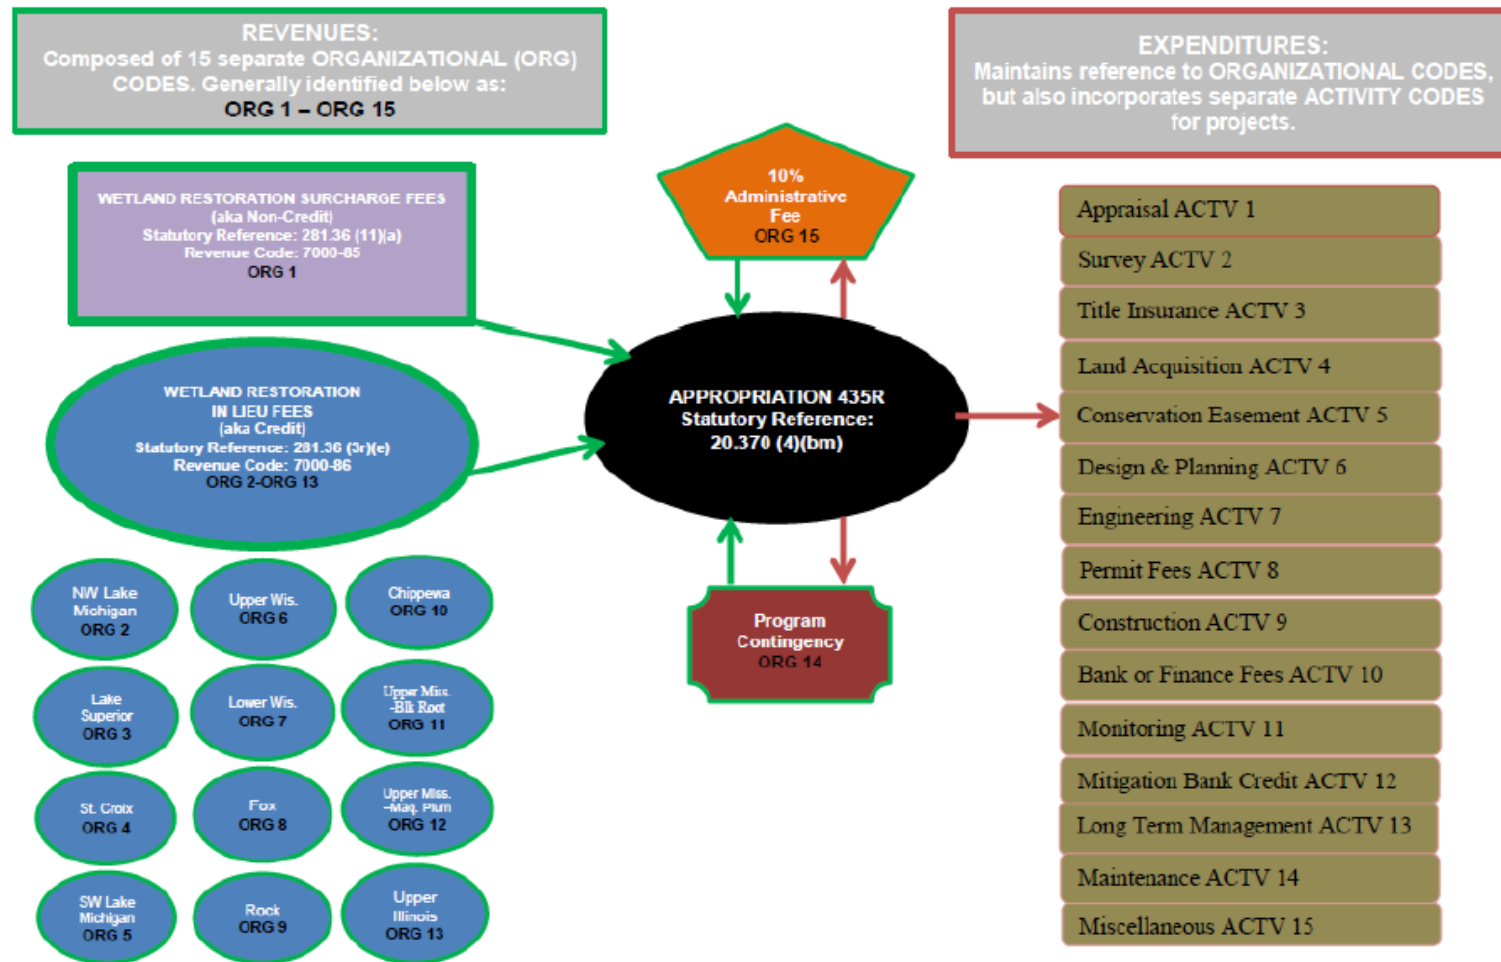 REVENUES:
Composed of 15 separate ORGANIZATIONAL (ORG)
CODES. Generally identified below as:
ORG 1 – ORG 15
EXPENDITURES:
Maintains reference to ORGANIZATIONAL CODES,
but also incorporates separate ACTIVITY CODES
for projects.
WETLAND RESTORATION SURCHARGE FEES
(aka Non-Credit)
Statutory Reference: 281.36 (11)(a)
Revenue Code: 7000-85
ORG 1
10%
Administrative
Fee
ORG 15
WETLAND RESTORATION
IN LIEU FEES
(aka Credit)
Statutory Reference: 281.36 (3r)(e)
Revenue Code: 7000-86
ORG 2-ORG 13
APPROPRIATION 435R
Statutory Reference:
20.370 (4)(bm)
Program
Contingency
ORG 14
NW Lake
Michigan
ORG 2
Upper Wis.
ORG 6
Chippewa
ORG 10
Lake
Superior
ORG 3
Lower Wis.
ORG 7
Upper Miss.
-Blk Root
ORG 11
St. Croix
ORG 4
Fox
ORG 8
Upper Miss.
–Maq. Plum
ORG 12
SW Lake
Michigan
ORG 5
Rock
ORG 9
Upper
Illinois
ORG 13
Appraisal ACTV 1
Survey ACTV 2
Title Insurance ACTV 3
Land Acquisition ACTV 4
Conservation Easement ACTV 5
Design & Planning ACTV 6
Engineering ACTV 7
Permit Fees ACTV 8
Construction ACTV 9
Bank or Finance Fees ACTV 10
Monitoring ACTV 11
Mitigation Bank Credit ACTV 12
Long Term Management ACTV 13
Maintenance ACTV 14
Miscellaneous ACTV 15